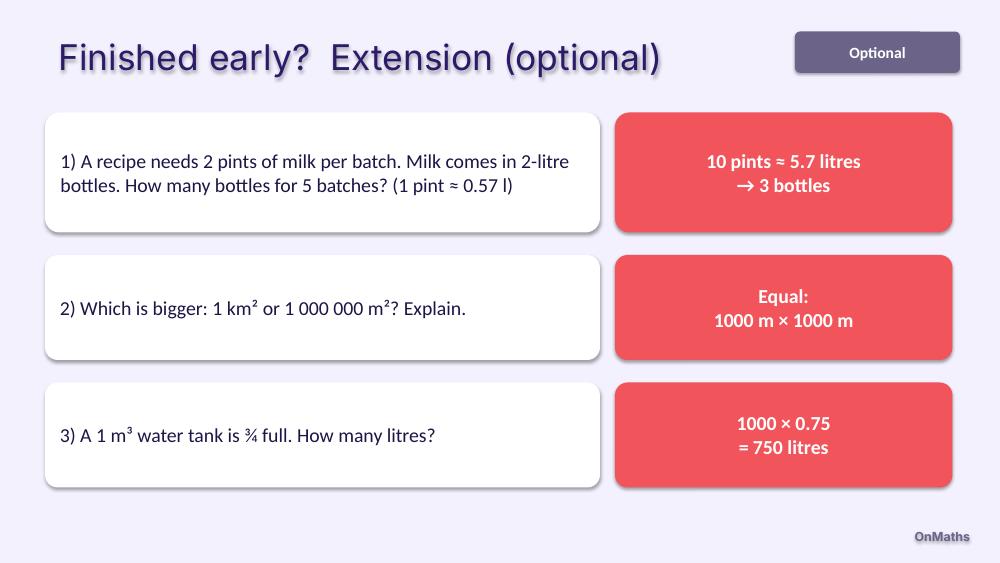 Finished early?  Extension (optional)
Optional
1) A recipe needs 2 pints of milk per batch. Milk comes in 2-litre
bottles. How many bottles for 5 batches? (1 pint ≈ 0.57 l)
10 pints ≈ 5.7 litres
→ 3 bottles
2) Which is bigger: 1 km² or 1 000 000 m²? Explain.
Equal:
1000 m × 1000 m
3) A 1 m³ water tank is ¾ full. How many litres?
1000 × 0.75
= 750 litres
OnMaths